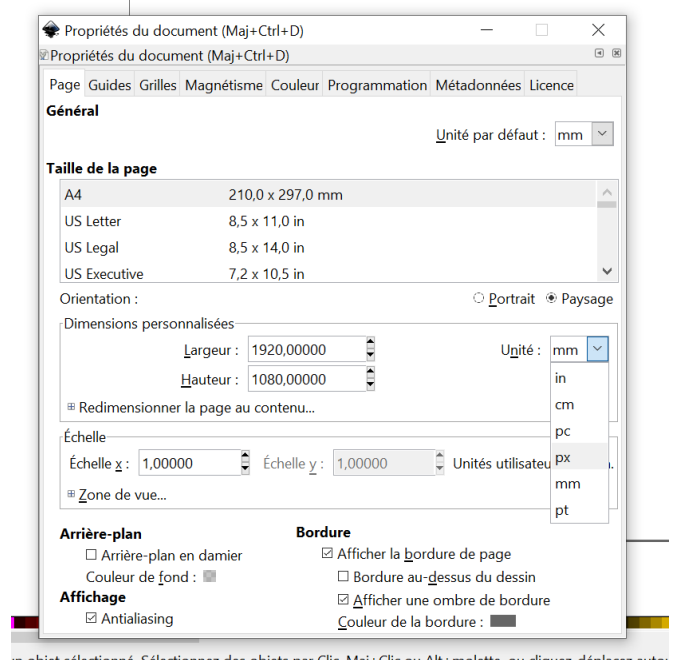 Propriétés du document (Maj+Ctrl+D)
Propriétés du document (Maj+Ctrl+D)
Page Guides Grilles Magnétisme Couleur Programmation Métadonnées Licence
Général
Unité par défaut : mm
Taille de la page
A4 210,0 x 297,0 mm
US Letter 8,5 x 11,0 in
US Legal 8,5 x 14,0 in
US Executive 7,2 x 10,5 in
Orientation : Portrait Paysage
Dimensions personnalisées
Largeur : 1920,00000 Unité : mm
Hauteur : 1080,00000
in
cm
pc
px
mm
pt
Redimensionner la page au contenu...
Échelle
Échelle x : 1,00000 Échelle y : 1,00000 Unités utilisateu
Zone de vue...
Arrière-plan
Arrière-plan en damier
Couleur de fond :
Affichage
Antialiasing
Bordure
Afficher la bordure de page
Bordure au-dessus du dessin
Afficher une ombre de bordure
Couleur de la bordure :
objet sélectionné. Sélectionnez des objets par Clic, Maj+Clic ou Alt+molette, ou cliquez-déplacez auto